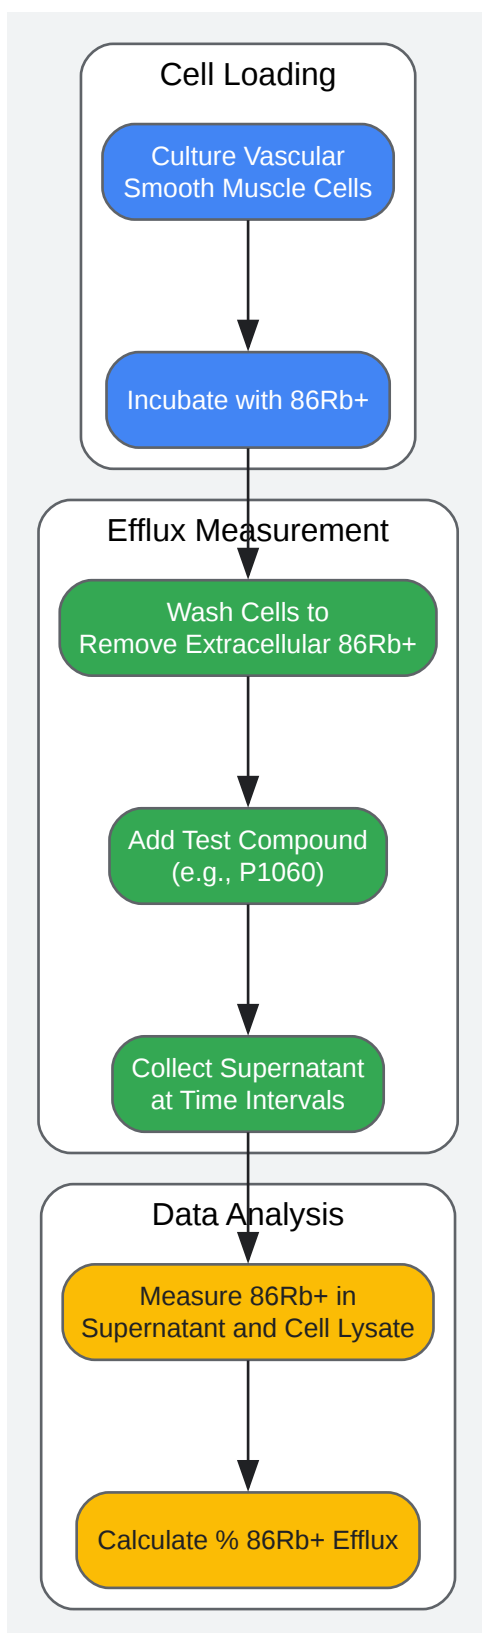 Cell Loading
Culture Vascular
Smooth Muscle Cells
Incubate with 86Rb+
Efflux Measurement
Wash Cells to
Remove Extracellular 86Rb+
Add Test Compound
(e.g., P1060)
Collect Supernatant
at Time Intervals
Data Analysis
Measure 86Rb+ in
Supernatant and Cell Lysate
Calculate % 86Rb+ Efflux